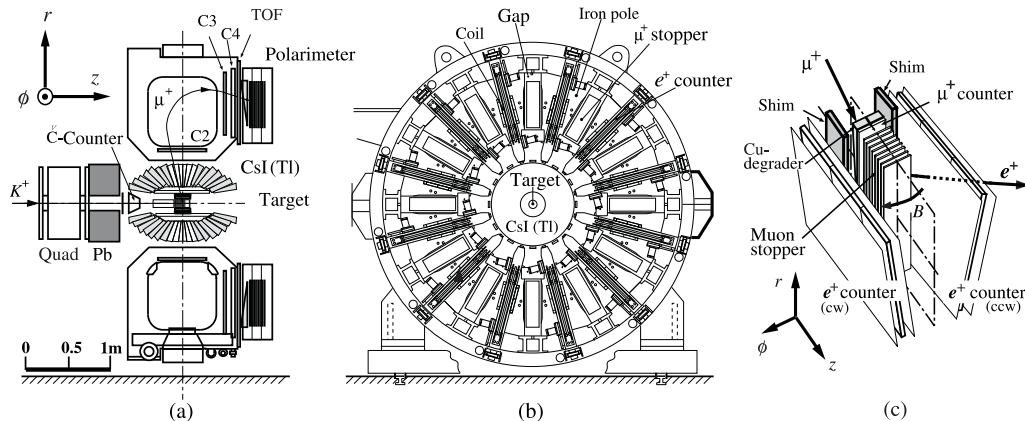 r
z
ϕ
C3
C4
TOF
Polarimeter
μ+
Č-Counter
C2
CsI (Tl)
K+
Target
Quad
Pb
0
0.5
1m
(a)
Coil
Gap
Iron pole
μ+ stopper
e+ counter
Target
CsI (Tl)
(b)
μ+
Shim
Shim
μ+ counter
Cu-
degrader
e+
B
Muon
stopper
e+ counter
(cw)
e+ counter
(ccw)
r
ϕ
z
(c)